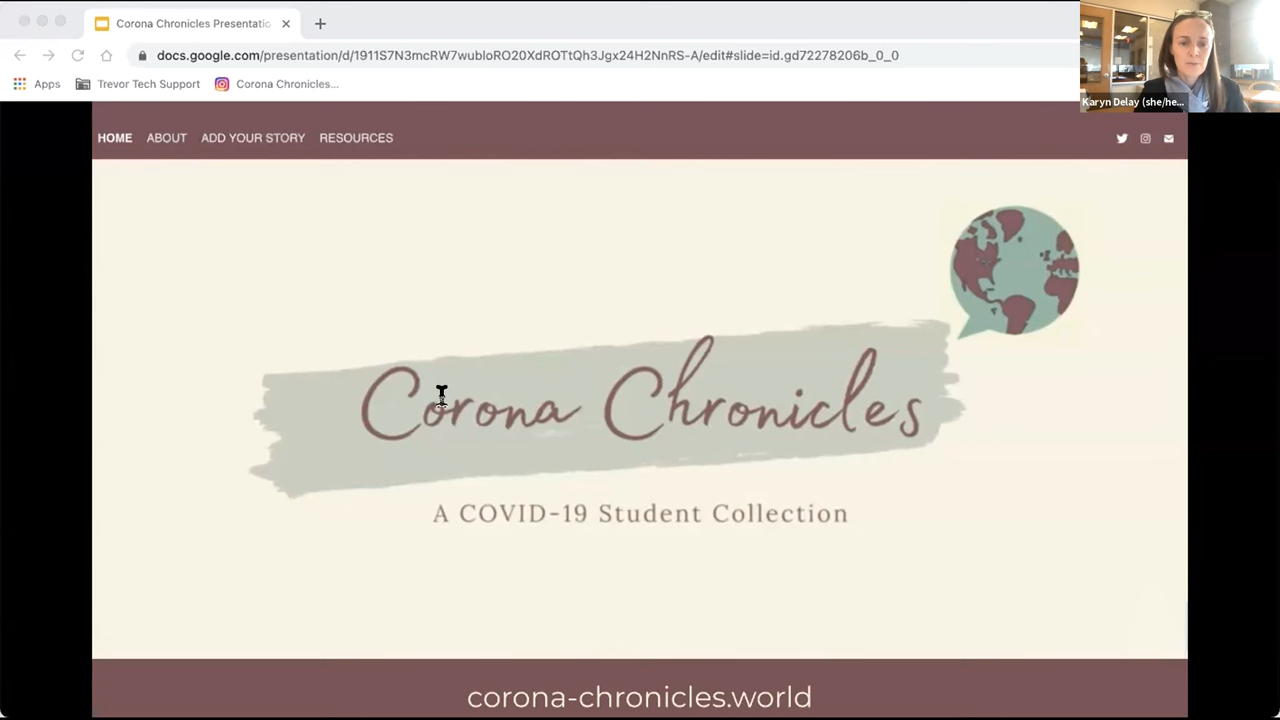 Corona Chronicles Presentatio
docs.google.com/presentation/d/1911S7N3mcRW7wubloRO20XdROTtQh3Jgx24H2NnRS-A/edit#slide=id.gd72278206b_0_0
Apps Trevor Tech Support Corona Chronicles...
Karyn Delay (she/he...
HOME ABOUT ADD YOUR STORY RESOURCES
Corona Chronicles
A COVID-19 Student Collection
corona-chronicles.world